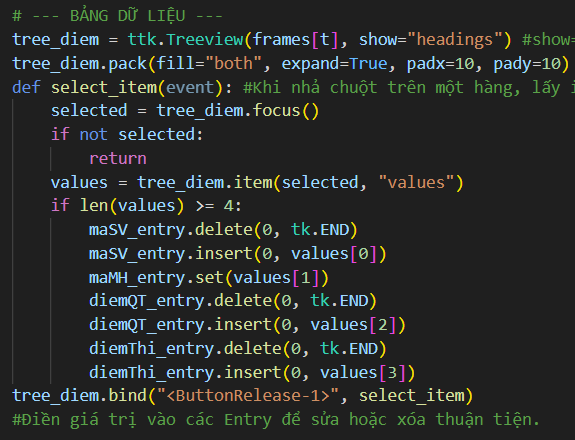 # --- BẢNG DỮ LIỆU ---
tree_diem = ttk.Treeview(frames[t], show="headings") #show=
tree_diem.pack(fill="both", expand=True, padx=10, pady=10)
def select_item(event): #Khi nhả chuột trên một hàng, lấy i
    selected = tree_diem.focus()
    if not selected:
        return
    values = tree_diem.item(selected, "values")
    if len(values) >= 4:
        maSV_entry.delete(0, tk.END)
        maSV_entry.insert(0, values[0])
        maMH_entry.set(values[1])
        diemQT_entry.delete(0, tk.END)
        diemQT_entry.insert(0, values[2])
        diemThi_entry.delete(0, tk.END)
        diemThi_entry.insert(0, values[3])
tree_diem.bind("<ButtonRelease-1>", select_item)
#Điền giá trị vào các Entry để sửa hoặc xóa thuận tiện.